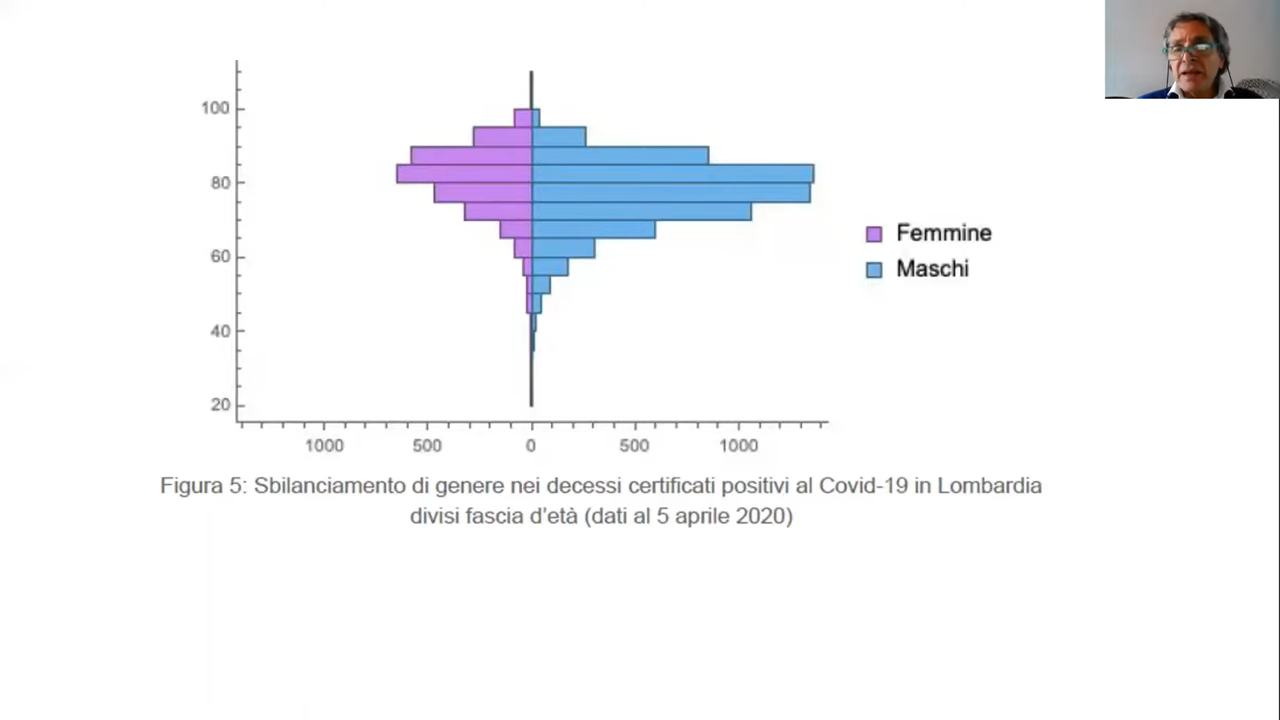 100
80
60
40
20
1000 500 0 500 1000
Femmine
Maschi
Figura 5: Sbilanciamento di genere nei decessi certificati positivi al Covid-19 in Lombardia
divisi fascia d'età (dati al 5 aprile 2020)